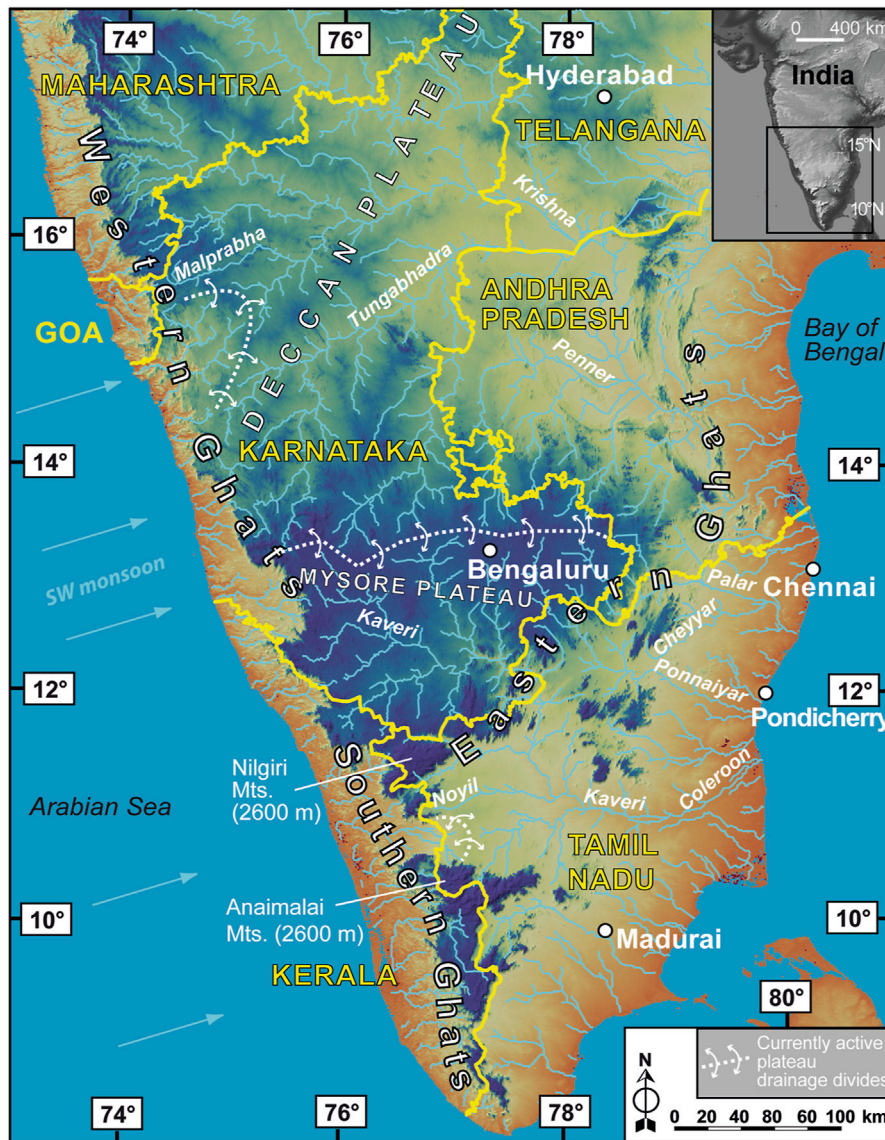 74°
76°
78°
0 400 km
India
15°N
10°N
MAHARASHTRA
Hyderabad
TELANGANA
DECCAN PLATEAU
Western Ghats
Krishna
16°
Malprabha
Tungabhadra
GOA
ANDHRA
PRADESH
Bay of
Bengal
Penner
Eastern Ghats
KARNATAKA
14°
14°
SW monsoon
Bengaluru
MYSORE PLATEAU
Chennai
Palar
Cheyyar
Kaveri
Ponnaiyar
12°
12°
Pondicherry
Nilgiri
Mts.
(2600 m)
Southern Ghats
Noyil
Kaveri
Coleroon
Arabian Sea
TAMIL
NADU
Anaimalai
Mts. (2600 m)
10°
10°
Madurai
KERALA
80°
Currently active
plateau
drainage divides
N
0 20 40 60 80 100 km
74°
76°
78°